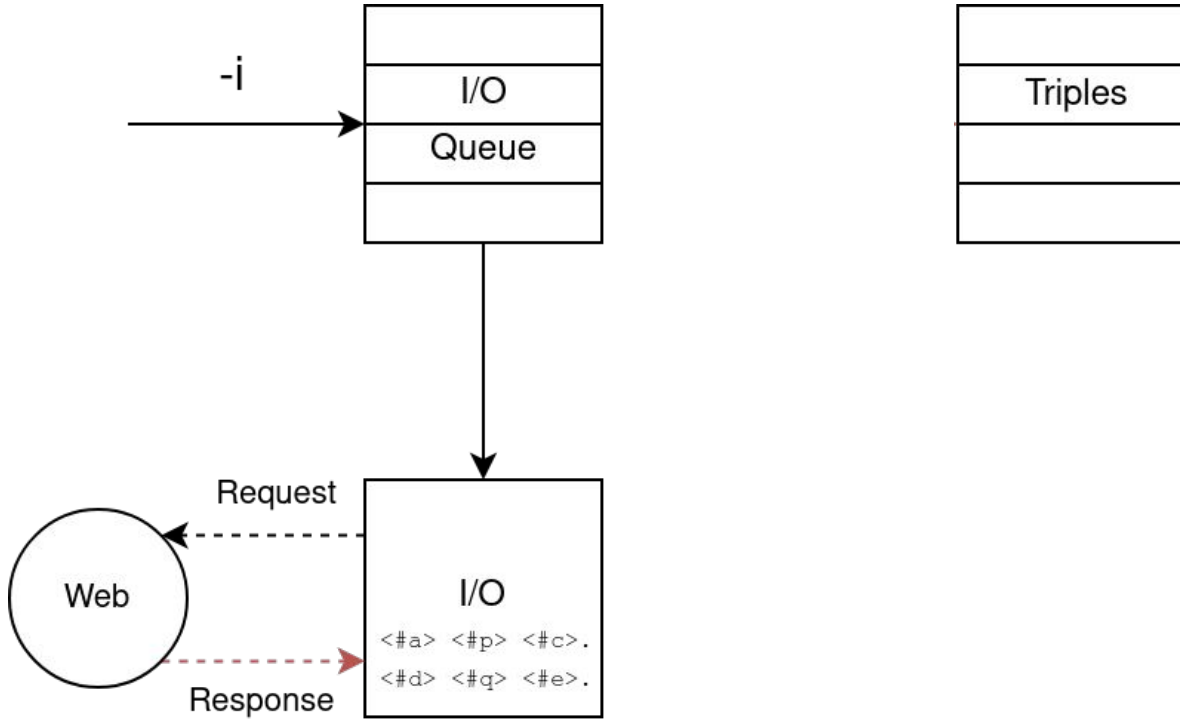 -i
I/O
Queue
Triples
Request
Web
I/O
<#a> <#p> <#c>.
<#d> <#q> <#e>.
Response